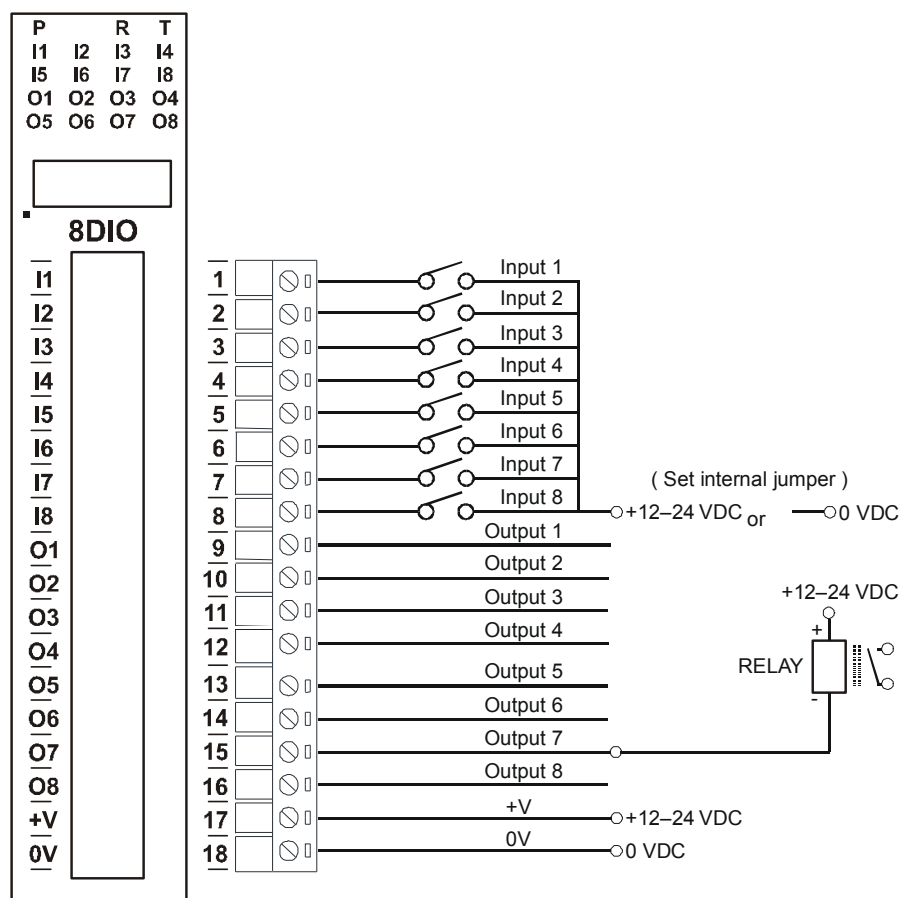 P R T
I1 I2 I3 I4
I5 I6 I7 I8
O1 O2 O3 O4
O5 O6 O7 O8
8DIO
I1 1 Input 1
I2 2 Input 2
I3 3 Input 3
I4 4 Input 4
I5 5 Input 5
I6 6 Input 6
I7 7 Input 7
( Set internal jumper )
I8 8 Input 8 +12–24 VDC or 0 VDC
O1 9 Output 1
O2 10 Output 2
O3 11 Output 3
+12–24 VDC
O4 12 Output 4
+
RELAY
-
O5 13 Output 5
O6 14 Output 6
O7 15 Output 7
O8 16 Output 8
+V 17 +V +12–24 VDC
0V 18 0V 0 VDC